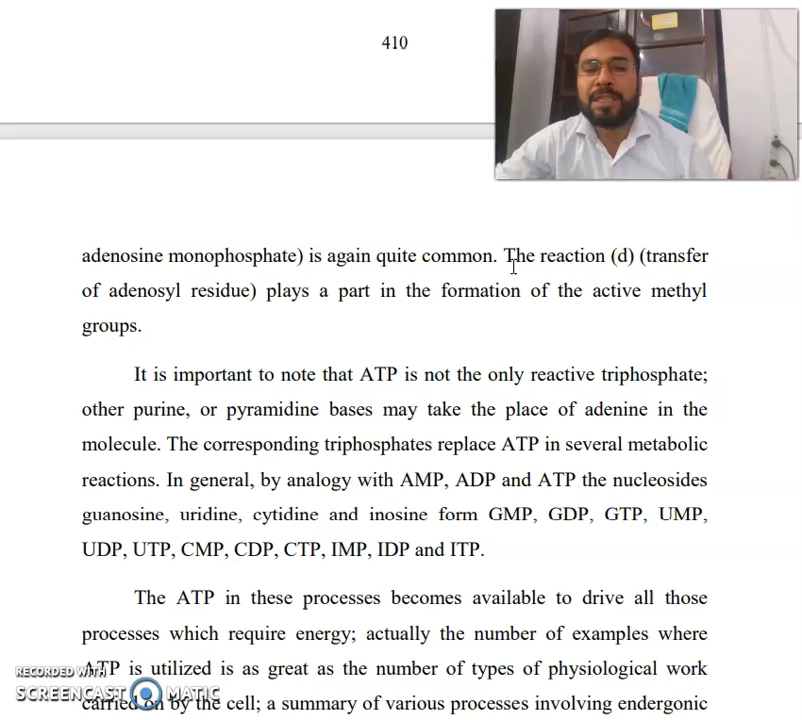 410
adenosine monophosphate) is again quite common. The reaction (d) (transfer
of adenosyl residue) plays a part in the formation of the active methyl
groups.
It is important to note that ATP is not the only reactive triphosphate;
other purine, or pyramidine bases may take the place of adenine in the
molecule. The corresponding triphosphates replace ATP in several metabolic
reactions. In general, by analogy with AMP, ADP and ATP the nucleosides
guanosine, uridine, cytidine and inosine form GMP, GDP, GTP, UMP,
UDP, UTP, CMP, CDP, CTP, IMP, IDP and ITP.
The ATP in these processes becomes available to drive all those
processes which require energy; actually the number of examples where
ATP is utilized is as great as the number of types of physiological work
carried on by the cell; a summary of various processes involving endergonic
RECORDED WITH
SCREENCAST MATIC